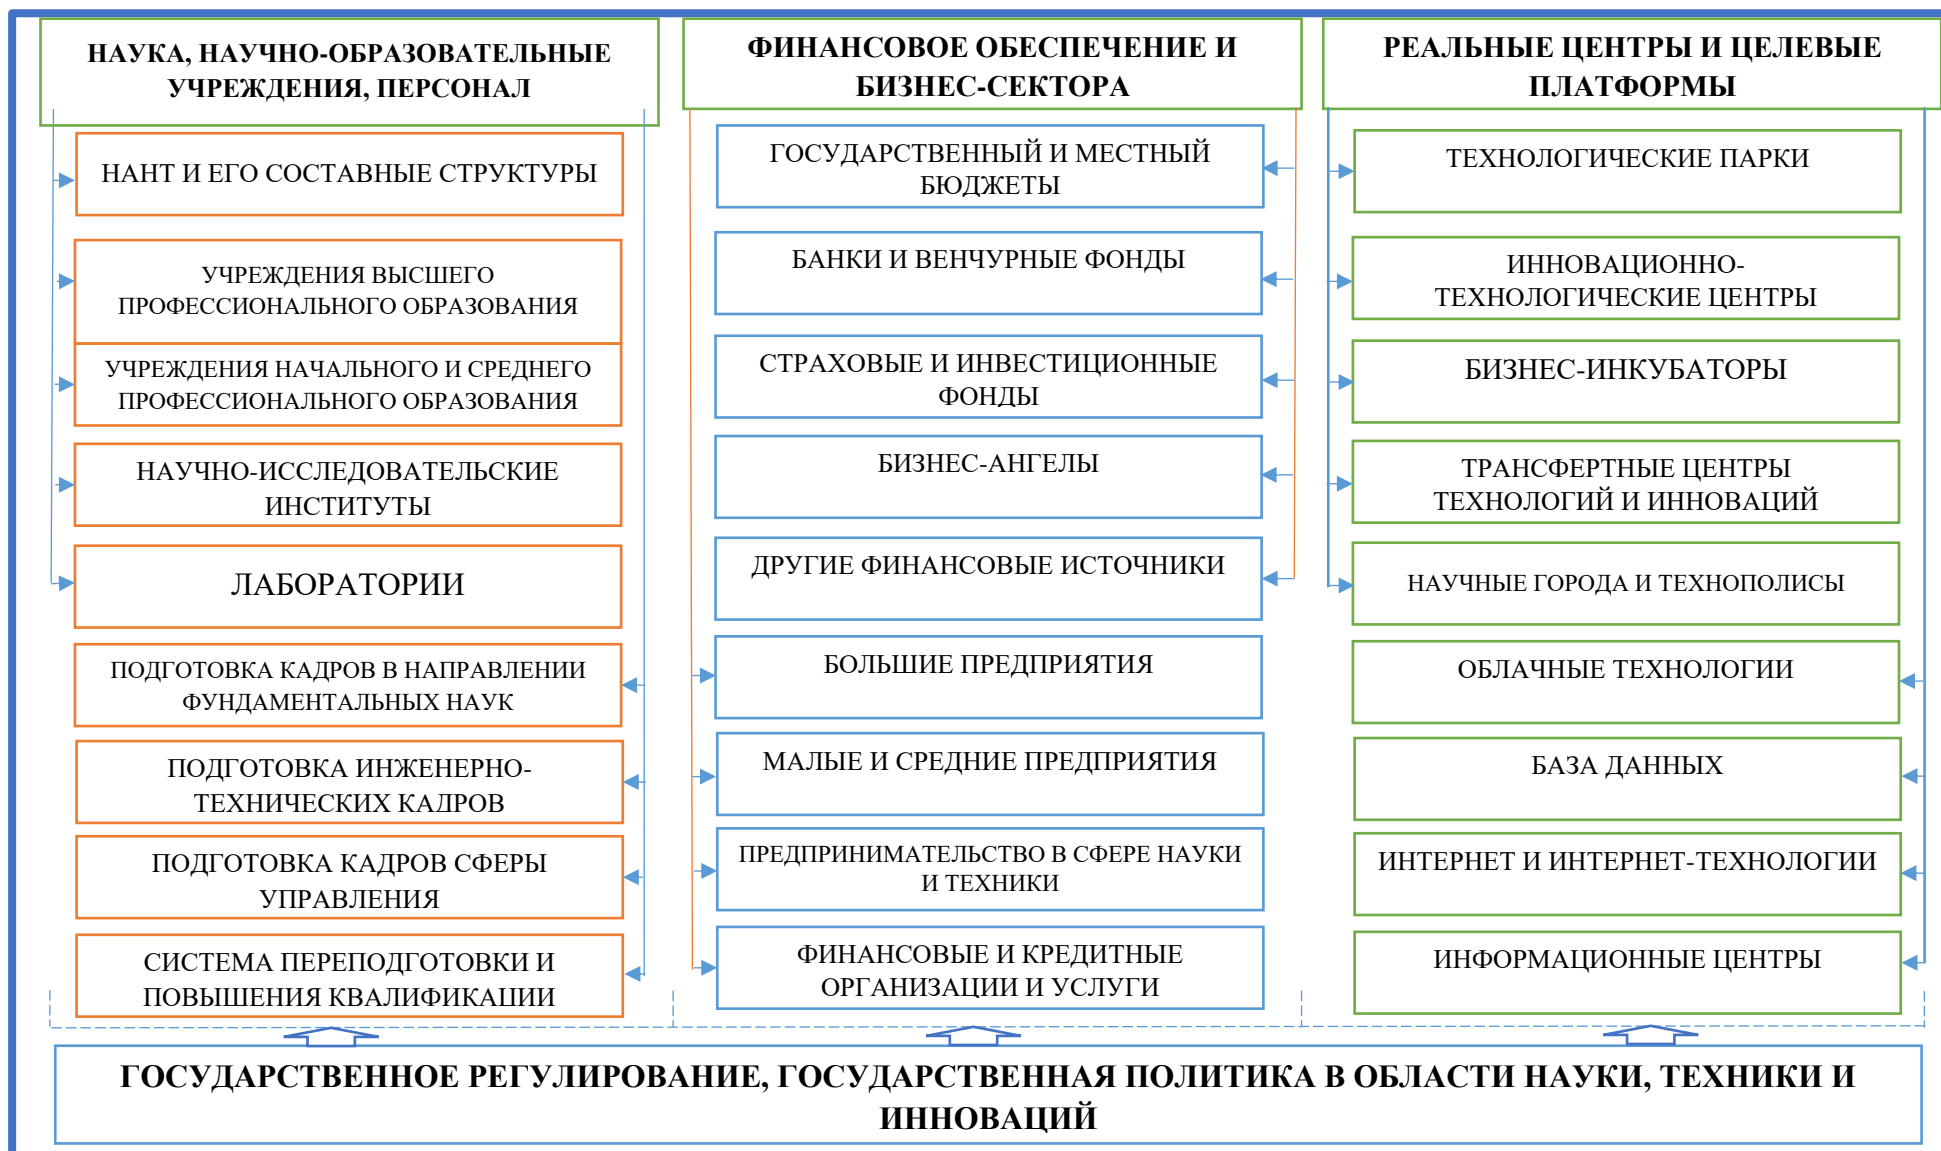 НАУКА, НАУЧНО-ОБРАЗОВАТЕЛЬНЫЕ
УЧРЕЖДЕНИЯ, ПЕРСОНАЛ
НАНТ И ЕГО СОСТАВНЫЕ СТРУКТУРЫ
УЧРЕЖДЕНИЯ ВЫСШЕГО
ПРОФЕССИОНАЛЬНОГО ОБРАЗОВАНИЯ
УЧРЕЖДЕНИЯ НАЧАЛЬНОГО И СРЕДНЕГО
ПРОФЕССИОНАЛЬНОГО ОБРАЗОВАНИЯ
НАУЧНО-ИССЛЕДОВАТЕЛЬСКИЕ
ИНСТИТУТЫ
ЛАБОРАТОРИИ
ПОДГОТОВКА КАДРОВ В НАПРАВЛЕНИИ
ФУНДАМЕНТАЛЬНЫХ НАУК
ПОДГОТОВКА ИНЖЕНЕРНО-
ТЕХНИЧЕСКИХ КАДРОВ
ПОДГОТОВКА КАДРОВ СФЕРЫ
УПРАВЛЕНИЯ
СИСТЕМА ПЕРЕПОДГОТОВКИ И
ПОВЫШЕНИЯ КВАЛИФИКАЦИИ
ФИНАНСОВОЕ ОБЕСПЕЧЕНИЕ И
БИЗНЕС-СЕКТОРА
ГОСУДАРСТВЕННЫЙ И МЕСТНЫЙ
БЮДЖЕТЫ
БАНКИ И ВЕНЧУРНЫЕ ФОНДЫ
СТРАХОВЫЕ И ИНВЕСТИЦИОННЫЕ
ФОНДЫ
БИЗНЕС-АНГЕЛЫ
ДРУГИЕ ФИНАНСОВЫЕ ИСТОЧНИКИ
БОЛЬШИЕ ПРЕДПРИЯТИЯ
МАЛЫЕ И СРЕДНИЕ ПРЕДПРИЯТИЯ
ПРЕДПРИНИМАТЕЛЬСТВО В СФЕРЕ НАУКИ
И ТЕХНИКИ
ФИНАНСОВЫЕ И КРЕДИТНЫЕ
ОРГАНИЗАЦИИ И УСЛУГИ
РЕАЛЬНЫЕ ЦЕНТРЫ И ЦЕЛЕВЫЕ
ПЛАТФОРМЫ
ТЕХНОЛОГИЧЕСКИЕ ПАРКИ
ИННОВАЦИОННО-
ТЕХНОЛОГИЧЕСКИЕ ЦЕНТРЫ
БИЗНЕС-ИНКУБАТОРЫ
ТРАНСФЕРТНЫЕ ЦЕНТРЫ
ТЕХНОЛОГИЙ И ИННОВАЦИЙ
НАУЧНЫЕ ГОРОДА И ТЕХНОПОЛИСЫ
ОБЛАЧНЫЕ ТЕХНОЛОГИИ
БАЗА ДАННЫХ
ИНТЕРНЕТ И ИНТЕРНЕТ-ТЕХНОЛОГИИ
ИНФОРМАЦИОННЫЕ ЦЕНТРЫ
ГОСУДАРСТВЕННОЕ РЕГУЛИРОВАНИЕ, ГОСУДАРСТВЕННАЯ ПОЛИТИКА В ОБЛАСТИ НАУКИ, ТЕХНИКИ И
ИННОВАЦИЙ